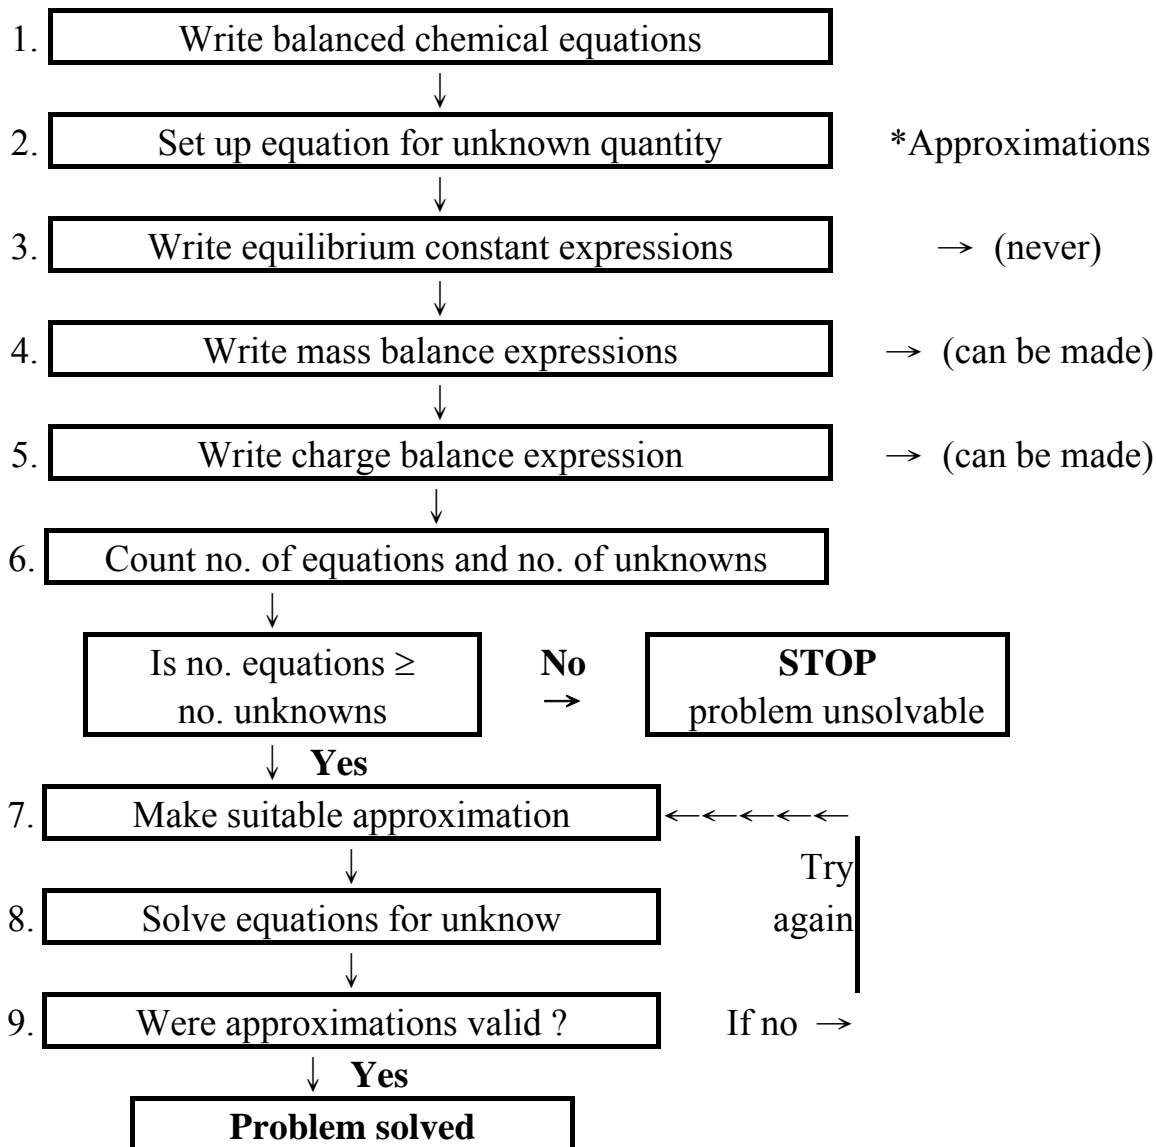 1. Write balanced chemical equations
↓
2. Set up equation for unknown quantity *Approximations
↓
3. Write equilibrium constant expressions → (never)
↓
4. Write mass balance expressions → (can be made)
↓
5. Write charge balance expression → (can be made)
↓
6. Count no. of equations and no. of unknowns
↓
Is no. equations ≥ No STOP
no. unknowns → problem unsolvable
↓ Yes
7. Make suitable approximation ←←←←←
↓ Try
8. Solve equations for unknow again
↓
9. Were approximations valid ? If no →
↓ Yes
Problem solved